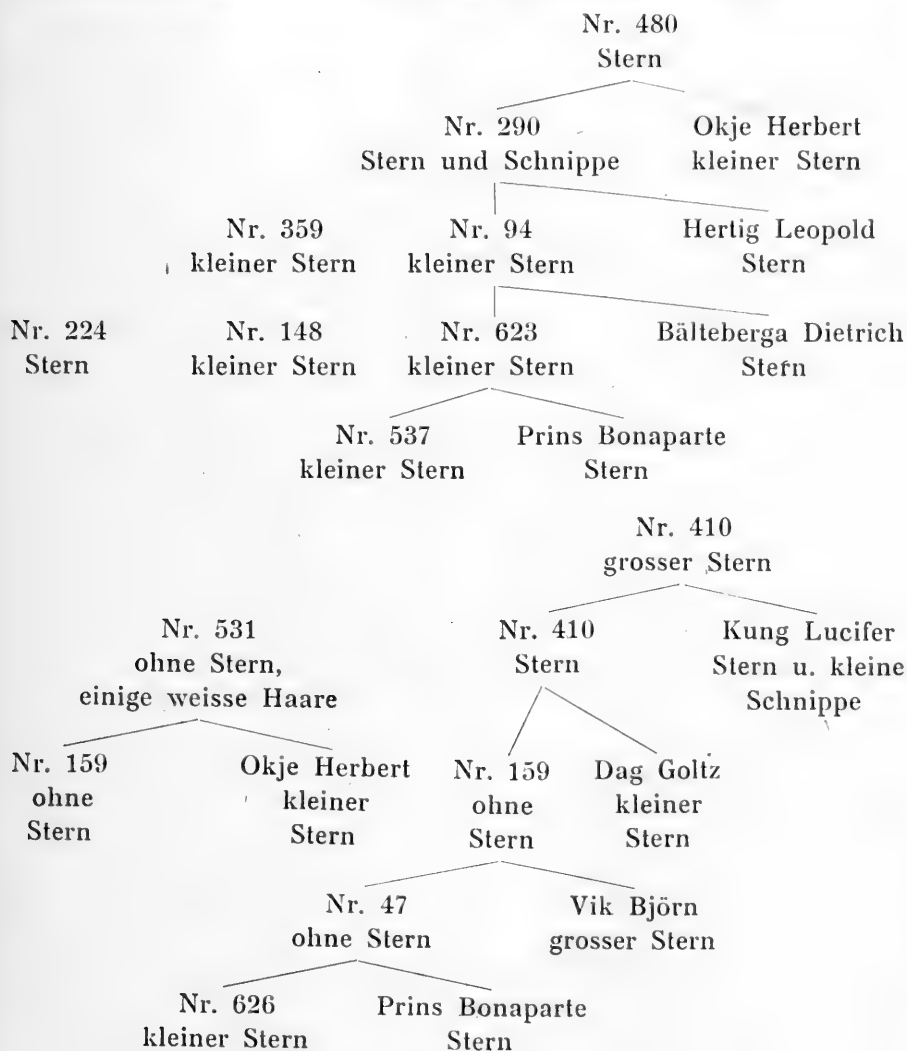 Nr. 480
Stern
Nr. 290 Okje Herbert
Stern und Schnippe kleiner Stern
Nr. 359 Nr. 94 Hertig Leopold
kleiner Stern kleiner Stern Stern
Nr. 224 Nr. 148 Nr. 623 Bälteberga Dietrich
Stern kleiner Stern kleiner Stern Stern
Nr. 537 Prins Bonaparte
kleiner Stern Stern
Nr. 410
grosser Stern
Nr. 531 Nr. 410 Kung Lucifer
ohne Stern, Stern Stern u. kleine
einige weisse Haare Schnippe
Nr. 159 Okje Herbert Nr. 159 Dag Goltz
ohne kleiner ohne kleiner
Stern Stern Stern Stern
Nr. 47 Vik Björn
ohne Stern grosser Stern
Nr. 626 Prins Bonaparte
kleiner Stern Stern